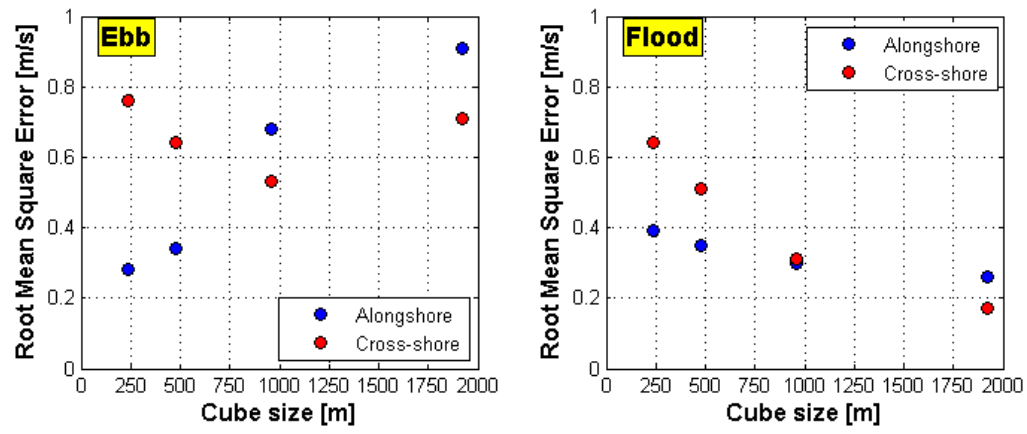 Ebb
Root Mean Square Error [m/s]
1
0.8
0.6
0.4
0.2
0
0 250 500 750 1000 1250 1500 1750 2000
Cube size [m]
Alongshore
Cross-shore
Flood
Root Mean Square Error [m/s]
1
0.8
0.6
0.4
0.2
0
0 250 500 750 1000 1250 1500 1750 2000
Cube size [m]
Alongshore
Cross-shore